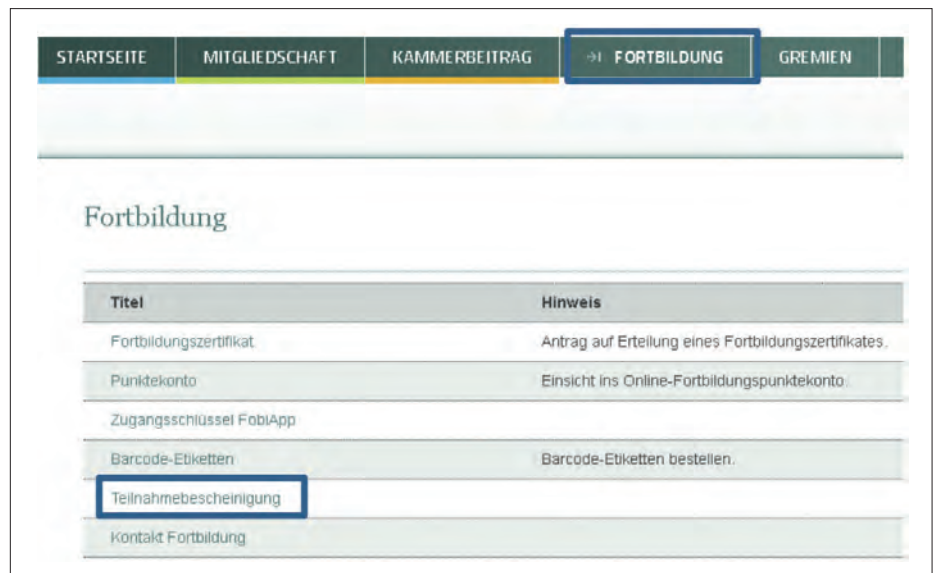 STARTSEITE MITGLIEDSCHAFT KAMMERBEITRAG FORTBILDUNG GREMIEN
Fortbildung
Titel Hinweis
Fortbildungszertifikat Antrag auf Erteilung eines Fortbildungszertifikates.
Punktekonto Einsicht ins Online-Fortbildungspunktekonto.
Zugangsschlüssel FobiApp
Barcode-Etiketten Barcode-Etiketten bestellen.
Teilnahmebescheinigung
Kontakt Fortbildung